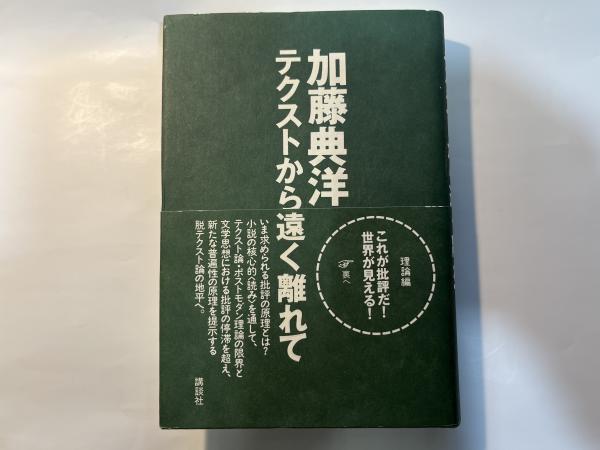 加藤典洋
テクストから遠く離れて
理論編
これが批評だ!
世界が見える!
裏へ
いま求められる批評の原理とは?
小説の核心的〈読み〉を通して、
テクスト論・ポストモダン理論の限界と
文学思想における批評の停滞を超え、
新たな普遍性の原理を提示する
脱テクスト論の地平へ。
講談社